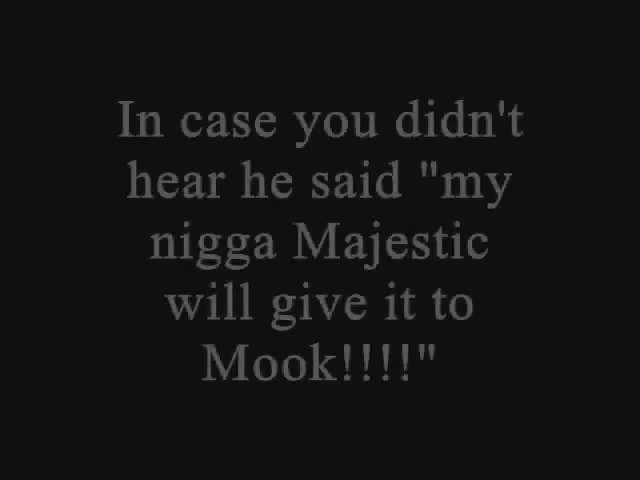 In case you didn't
hear he said "my
nigga Majestic
will give it to
Mook!!!!"